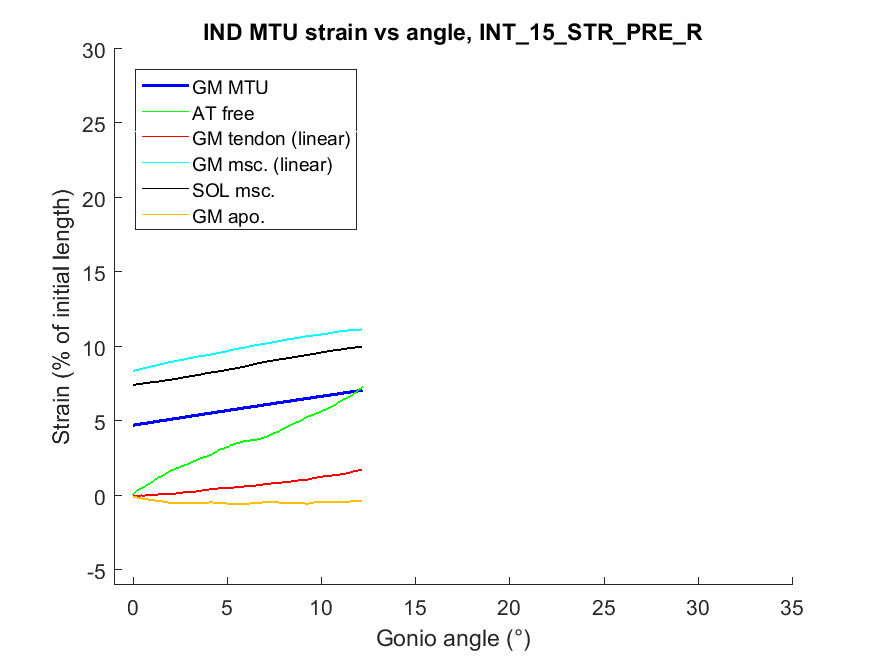 IND MTU strain vs angle, INT_15_STR_PRE_R
30
25
20
15
10
5
0
-5
Strain (% of initial length)
GM MTU
AT free
GM tendon (linear)
GM msc. (linear)
SOL msc.
GM apo.
0 5 10 15 20 25 30 35
Gonio angle (°)